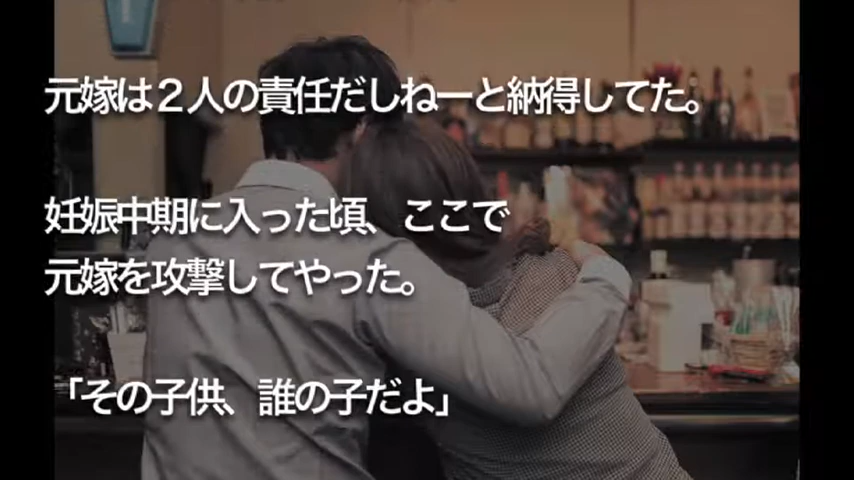 元嫁は２人の責任だしねーと納得してた。
妊娠中期に入った頃、ここで
元嫁を攻撃してやった。
「その子供、誰の子だよ」